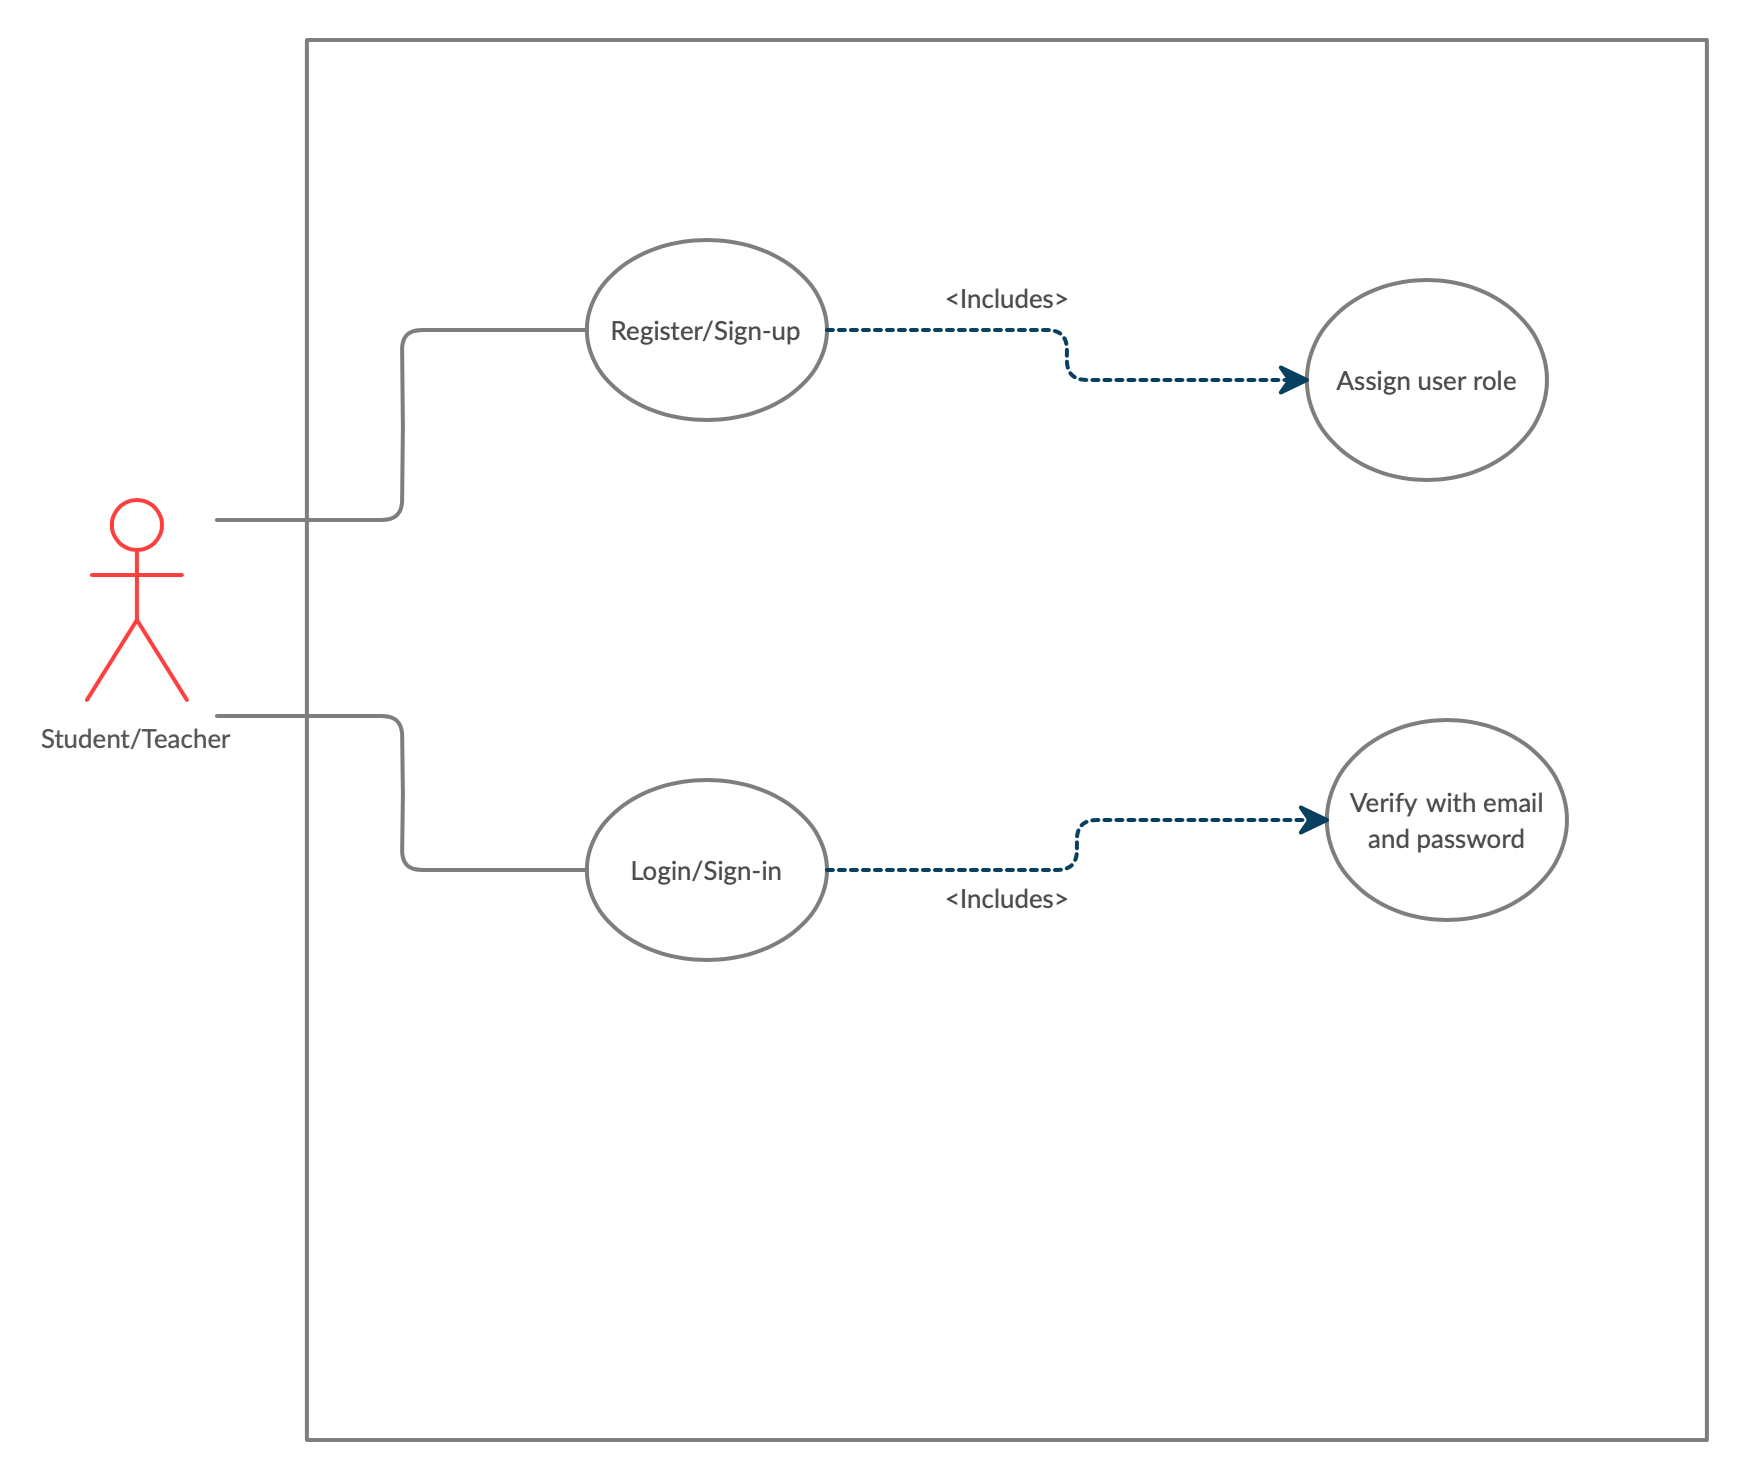 <Includes>
Register/Sign-up
Assign user role
Student/Teacher
Verify with email
and password
Login/Sign-in
<Includes>